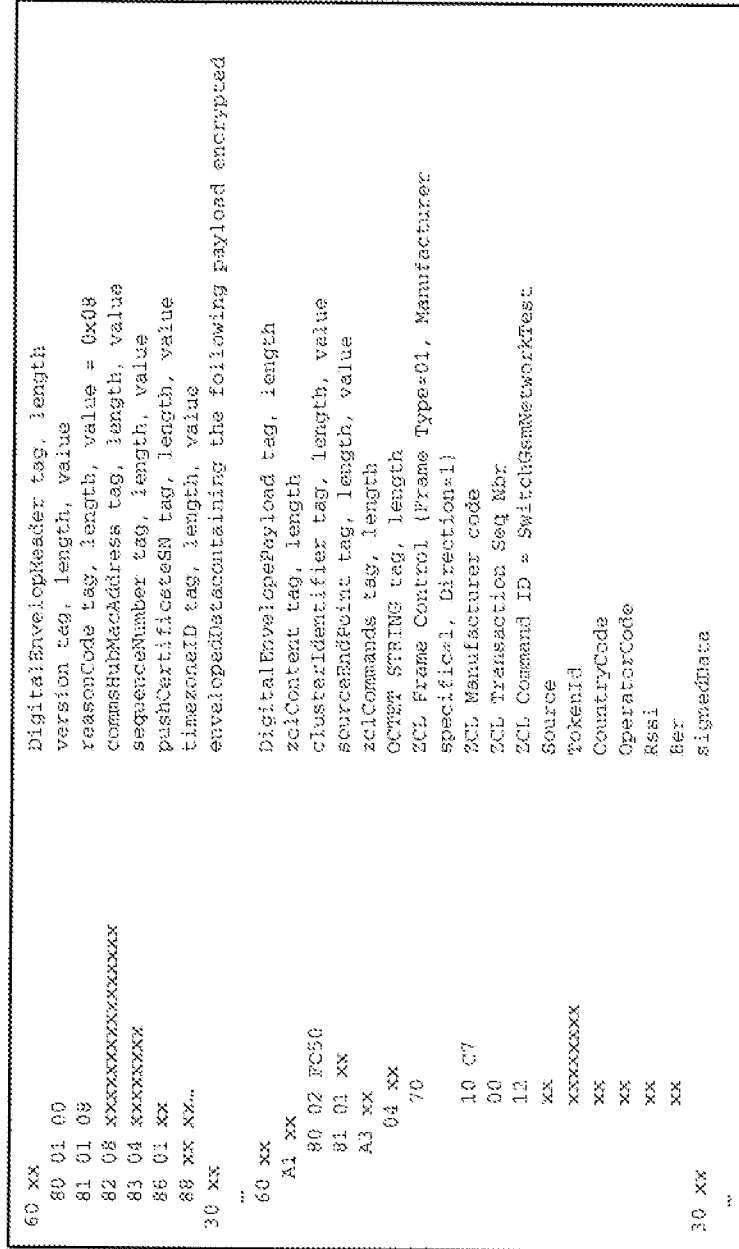 60 xx DigitalEnvelopHeader tag, length
80 01 00 version tag, length, value
81 01 08 reasonCode tag, length, value = 0x08
82 08 xxxxxxxxxxxxxxxx commsHubMacAddress tag, length, value
83 04 xxxxxxxx sequenceNumber tag, length, value
86 01 xx pushCertificateSN tag, length, value
88 xx xx… timezoneID tag, length, value
30 xx envelopedDatacontaining the following payload encrypted
…
60 xx DigitalEnvelopePayload tag, length
A1 xx zclContent tag, length
80 02 FC50 clusterIdentifier tag, length, value
81 01 xx sourceEndPoint tag, length, value
A3 xx zclCommands tag, length
04 xx OCTET STRING tag, length
70 ZCL Frame Control {Frame Type=01, Manufacturer
specific=1, Direction=1}
10 C7 ZCL Manufacturer code
00 ZCL Transaction Seq Nbr
12 ZCL Command ID = SwitchGsmNetworkTest
xx Source
xxxxxxxx TokenId
xx CountryCode
xx OperatorCode
xx Rssi
xx Ber
30 xx signedData
…